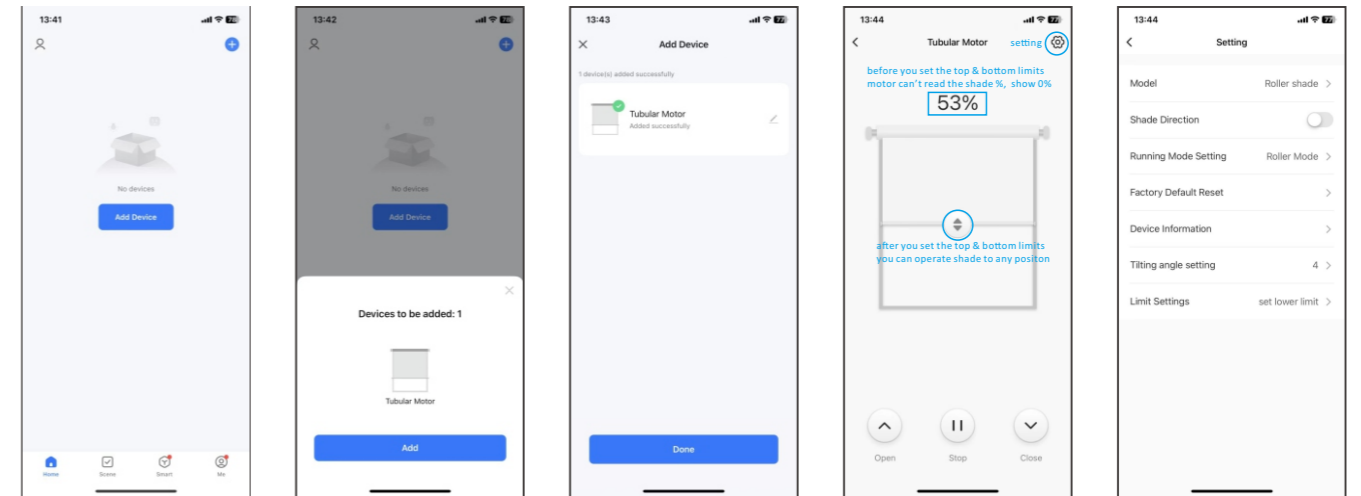 13:41
No devices
Add Device
Home
Scene
Smart
Me
13:42
No devices
Add Device
Devices to be added: 1
Tubular Motor
Add
13:43
Add Device
1 device(s) added successfully
Tubular Motor
Added successfully
Done
13:44
Tubular Motor
setting
before you set the top & bottom limits
motor can't read the shade %, show 0%
53%
after you set the top & bottom limits
you can operate shade to any positon
Open
Stop
Close
13:44
Setting
Model Roller shade
Shade Direction
Running Mode Setting Roller Mode
Factory Default Reset
Device Information
Tilting angle setting 4
Limit Settings set lower limit